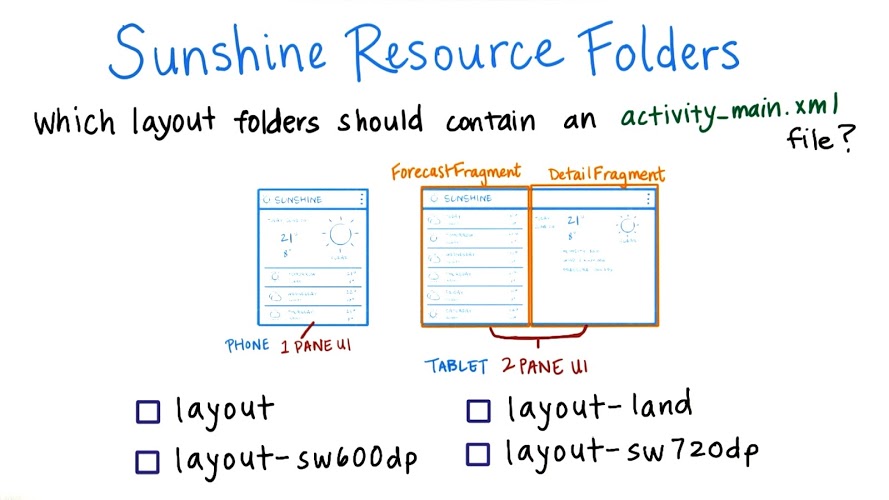 Sunshine Resource Folders
Which layout folders should contain an activity_main.xml
file?
ForecastFragment DetailFragment
SUNSHINE SUNSHINE
21°
8°
21°
8°
PHONE 1 PANE UI
TABLET 2 PANE UI
layout layout-land
layout-sw600dp layout-sw720dp